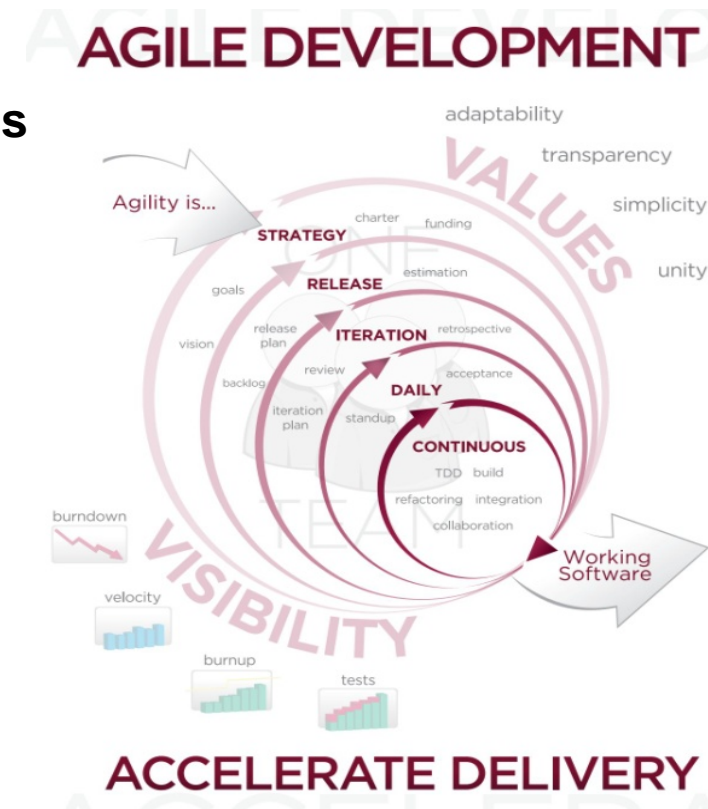 AGILE DEVELOPMENT
s
adaptability
transparency
simplicity
unity
VALUES
Agility is...
STRATEGY
charter
funding
ONE
goals
RELEASE
estimation
vision
release
plan
ITERATION
retrospective
backlog
review
acceptance
DAILY
iteration
plan
standup
CONTINUOUS
TDD build
refactoring integration
collaboration
TEAM
burndown
VISIBILITY
Working
Software
velocity
burnup
tests
ACCELERATE DELIVERY